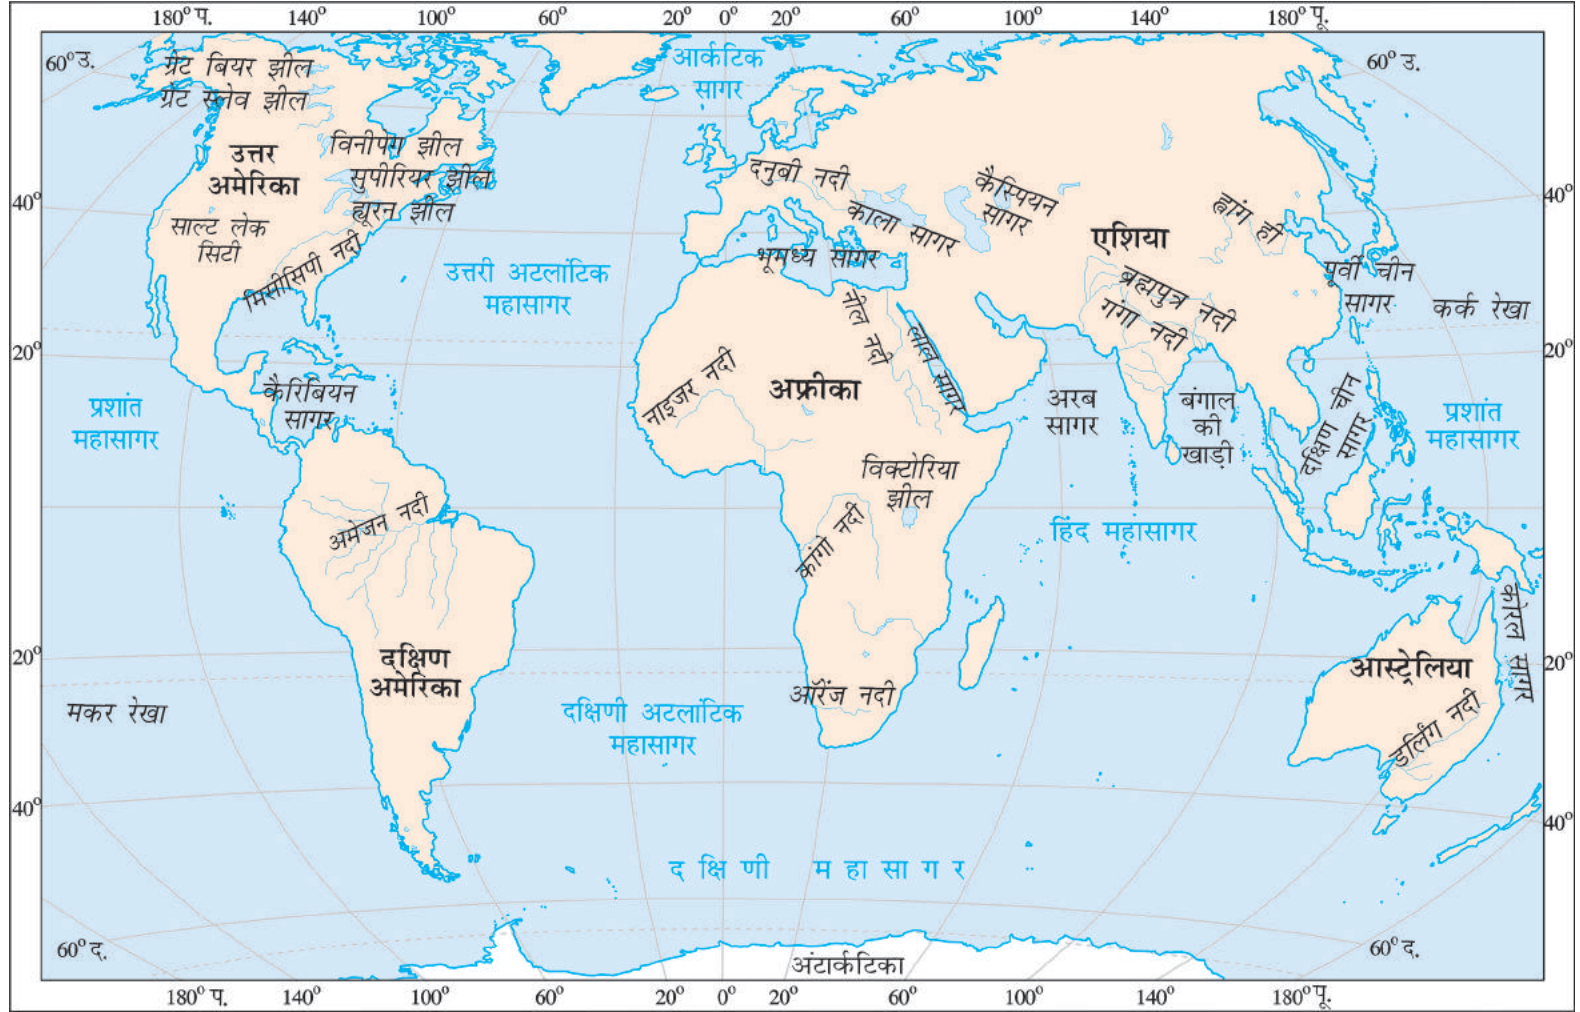 180° प. 140° 100° 60° 20° 0° 20° 60° 100° 140° 180° पू.
60° उ.
60° उ.
ग्रेट बियर झील
ग्रेट स्लेव झील
आर्कटिक
सागर
विनीपेग झील
उत्तर
अमेरिका
सुपीरियर झील
ह्यूरन झील
दनुबी नदी
कैस्पियन
सागर
काला सागर
ह्वांग हो
40°
40°
साल्ट लेक
सिटी
मिसीसिपी नदी
भूमध्य सागर
एशिया
उत्तरी अटलांटिक
महासागर
ब्रह्मपुत्र नदी
गंगा नदी
पूर्वी चीन
सागर
कर्क रेखा
नील नदी
लाल सागर
20°
20°
नाइजर नदी
अफ्रीका
कैरिबियन
सागर
प्रशांत
महासागर
अरब
सागर
बंगाल
की
खाड़ी
दक्षिण चीन
सागर
प्रशांत
महासागर
विक्टोरिया
झील
अमेजन नदी
कांगो नदी
हिंद महासागर
कोरल सागर
20°
20°
दक्षिण
अमेरिका
आस्ट्रेलिया
मकर रेखा
ऑरेंज नदी
दक्षिणी अटलांटिक
महासागर
डार्लिंग नदी
40°
40°
दक्षिणी महासागर
60° द.
60° द.
अंटार्कटिका
180° प. 140° 100° 60° 20° 0° 20° 60° 100° 140° 180° पू.